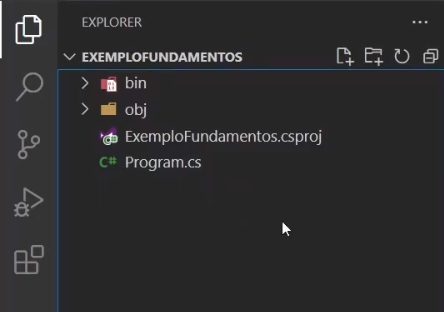 EXPLORER
EXEMPLOFUNDAMENTOS
bin
obj
ExemploFundamentos.csproj
C# Program.cs